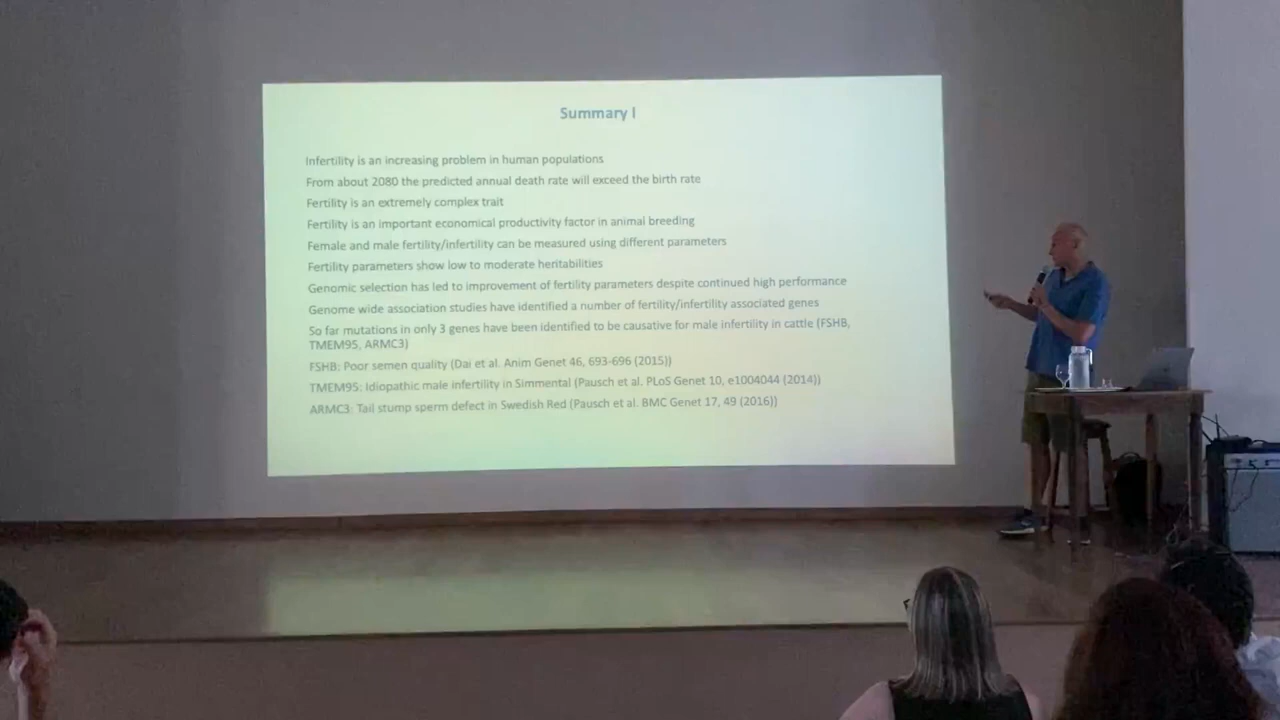 Summary I
Infertility is an increasing problem in human populations
From about 2080 the predicted annual death rate will exceed the birth rate
Fertility is an extremely complex trait
Fertility is an important economical productivity factor in animal breeding
Female and male fertility/infertility can be measured using different parameters
Fertility parameters show low to moderate heritabilities
Genomic selection has led to improvement of fertility parameters despite continued high performance
Genome wide association studies have identified a number of fertility/infertility associated genes
So far mutations in only 3 genes have been identified to be causative for male infertility in cattle (FSHB,
TMEM95, ARMC3)
FSHB: Poor semen quality (Dai et al. Anim Genet 46, 693-696 (2015))
TMEM95: Idiopathic male infertility in Simmental (Pausch et al. PLoS Genet 10, e1004044 (2014))
ARMC3: Tail stump sperm defect in Swedish Red (Pausch et al. BMC Genet 17, 49 (2016))